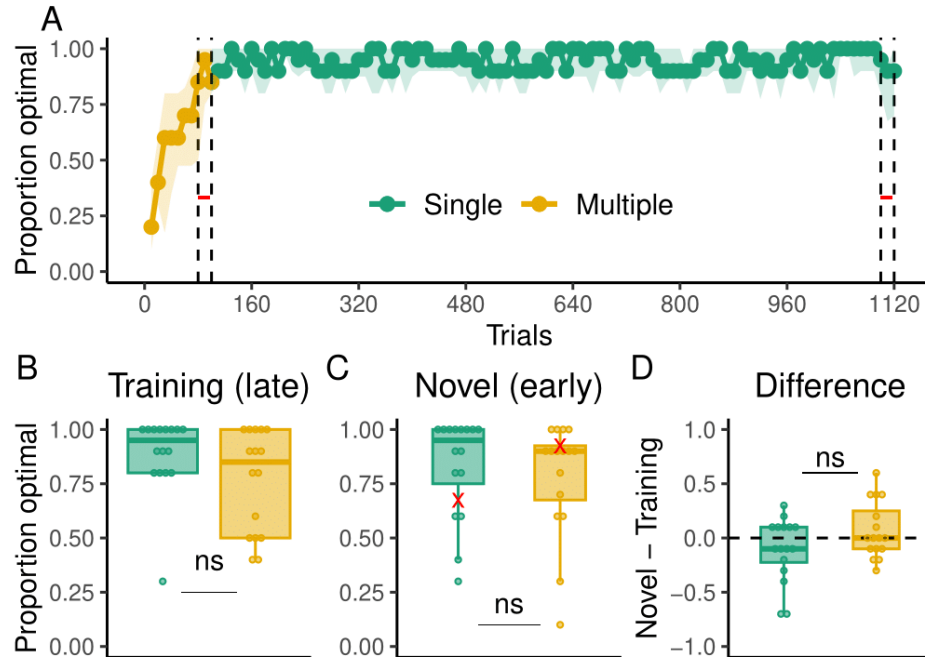 A
Proportion optimal
1.00
0.75
0.50
0.25
0.00
Single Multiple
0 160 320 480 640 800 960 1120
Trials
B Training (late)
Proportion optimal
1.00
0.75
0.50
0.25
0.00
ns
C Novel (early)
1.00
0.75
0.50
0.25
0.00
X
X
ns
D Difference
Novel − Training
1.0
0.5
0.0
−0.5
−1.0
ns